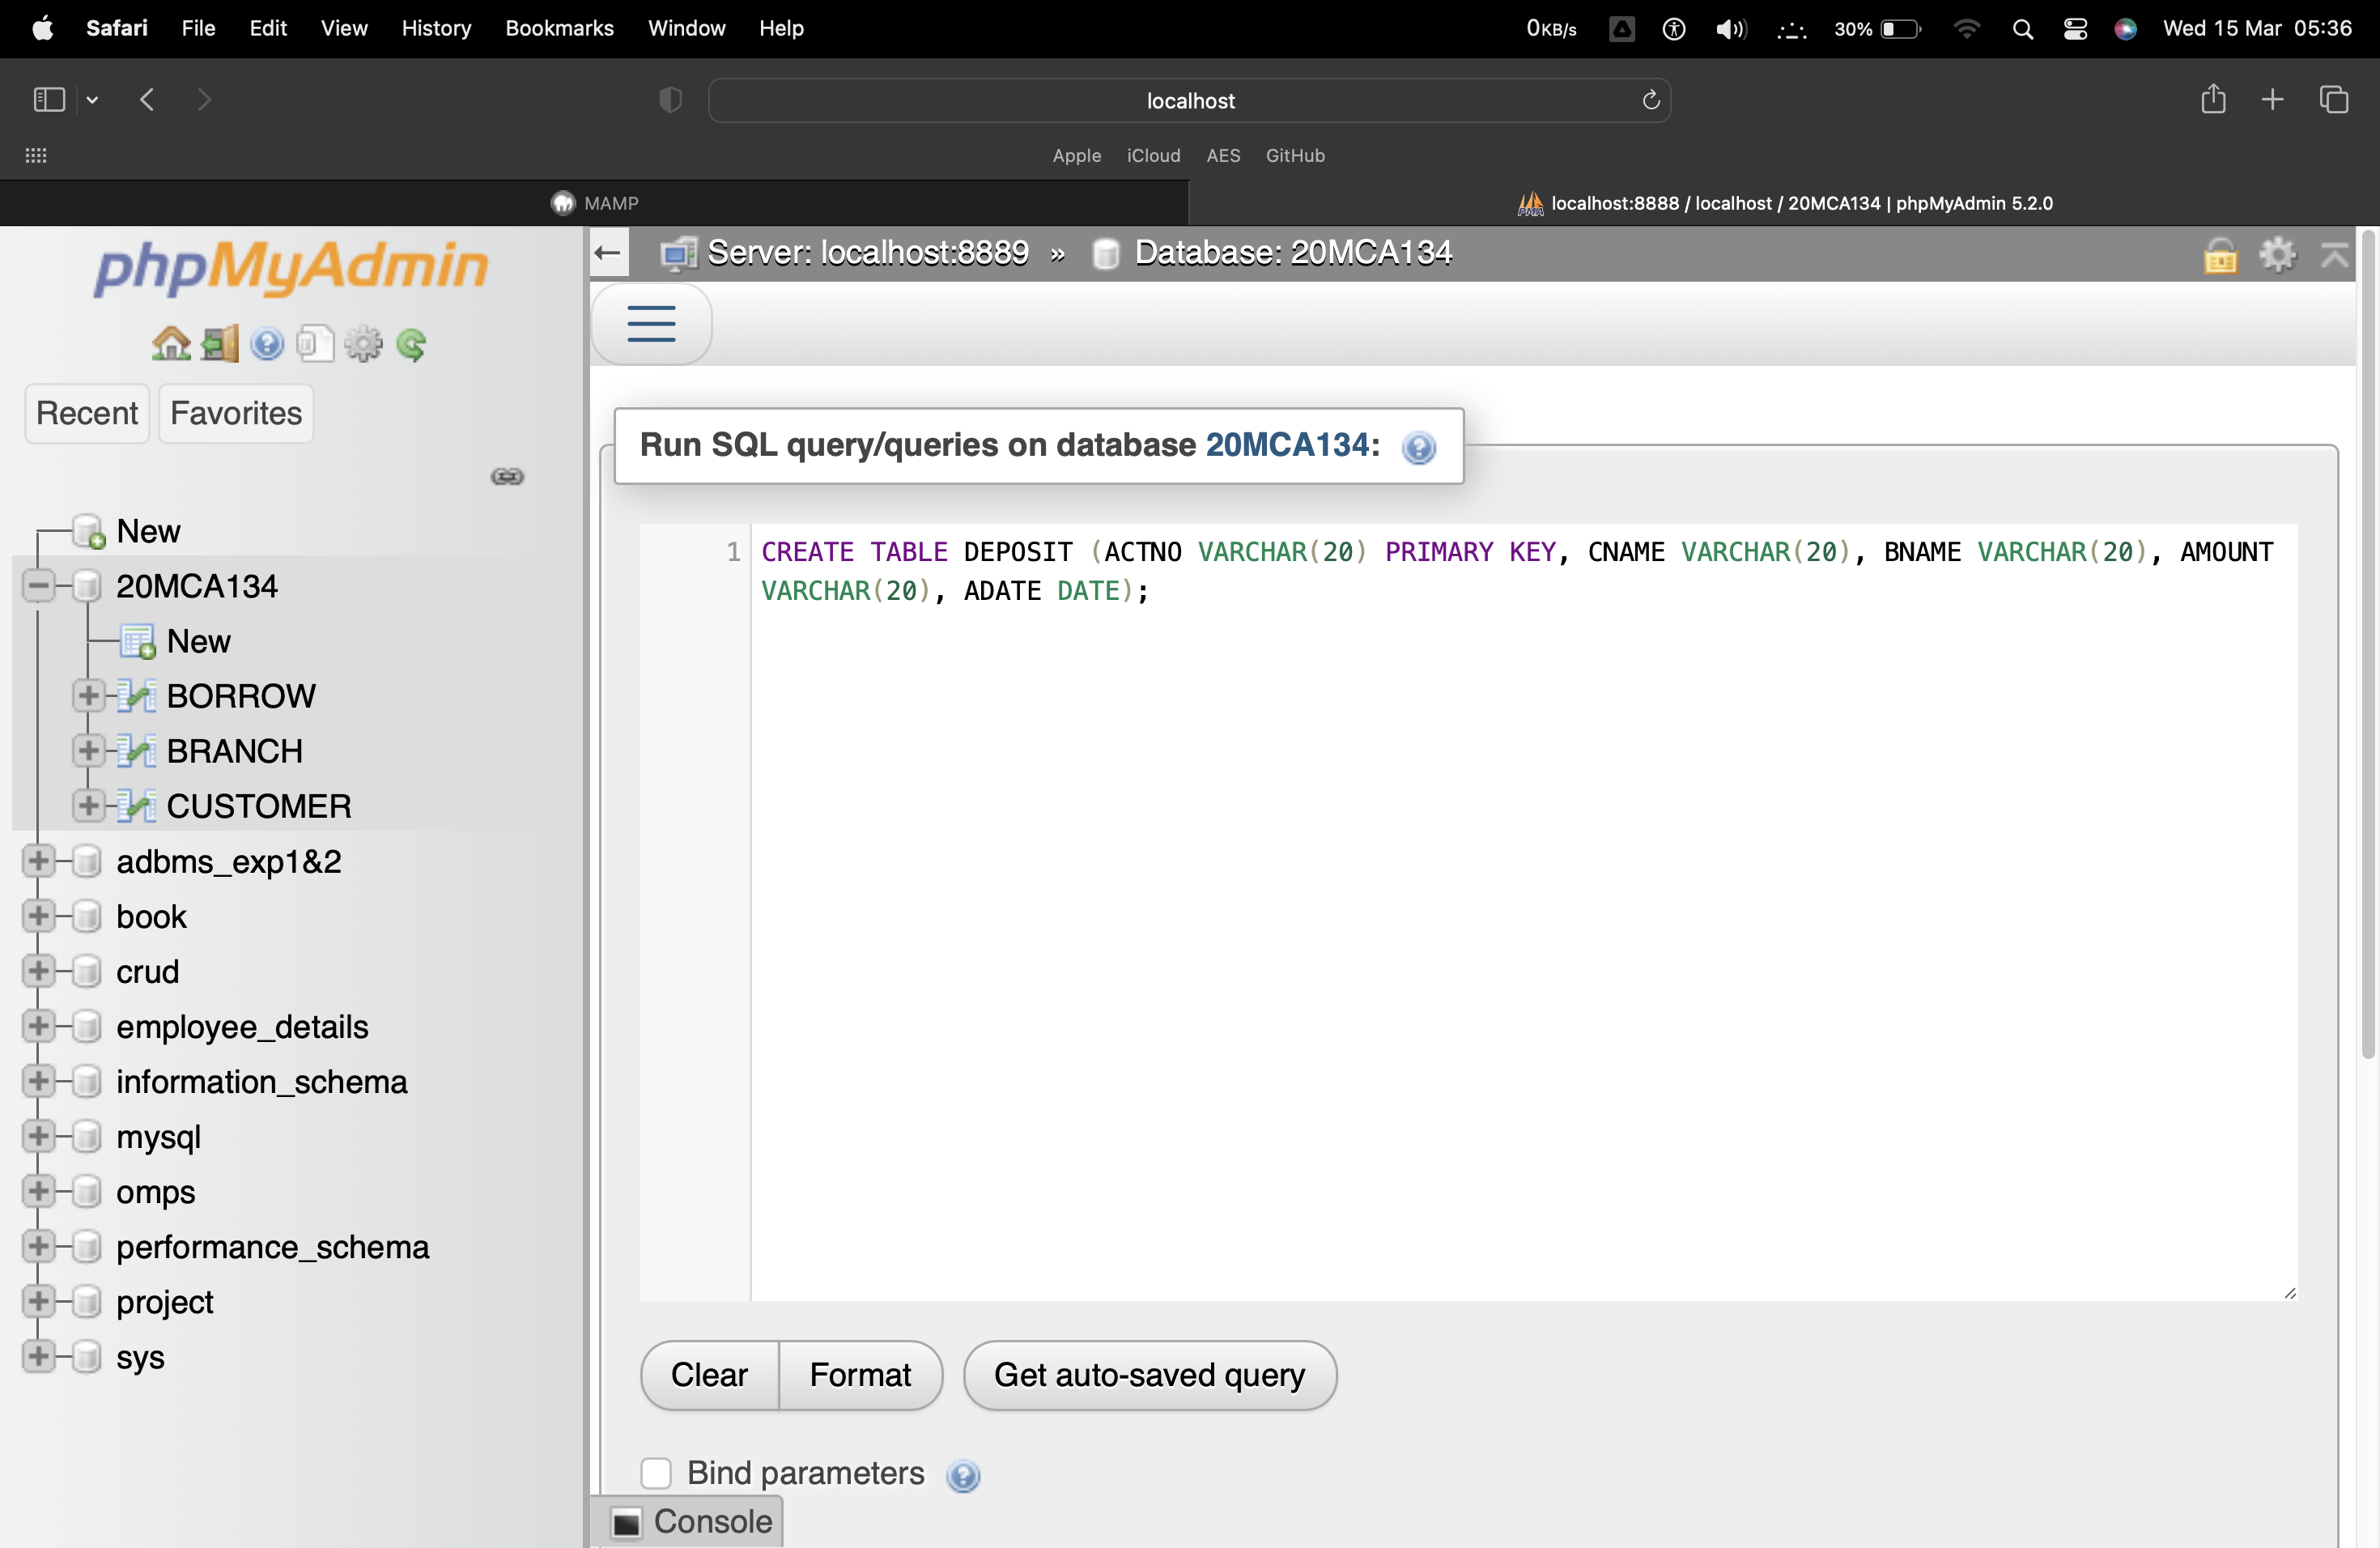 Safari File Edit View History Bookmarks Window Help 0KB/s 30% Wed 15 Mar 05:36
localhost
Apple iCloud AES GitHub
MAMP
localhost:8888 / localhost / 20MCA134 | phpMyAdmin 5.2.0
phpMyAdmin
Recent Favorites
New
20MCA134
New
BORROW
BRANCH
CUSTOMER
adbms_exp1&2
book
crud
employee_details
information_schema
mysql
omps
performance_schema
project
sys
Server: localhost:8889 » Database: 20MCA134
Run SQL query/queries on database 20MCA134:
1 CREATE TABLE DEPOSIT (ACTNO VARCHAR(20) PRIMARY KEY, CNAME VARCHAR(20), BNAME VARCHAR(20), AMOUNT
VARCHAR(20), ADATE DATE);
Clear Format Get auto-saved query
Bind parameters
Console